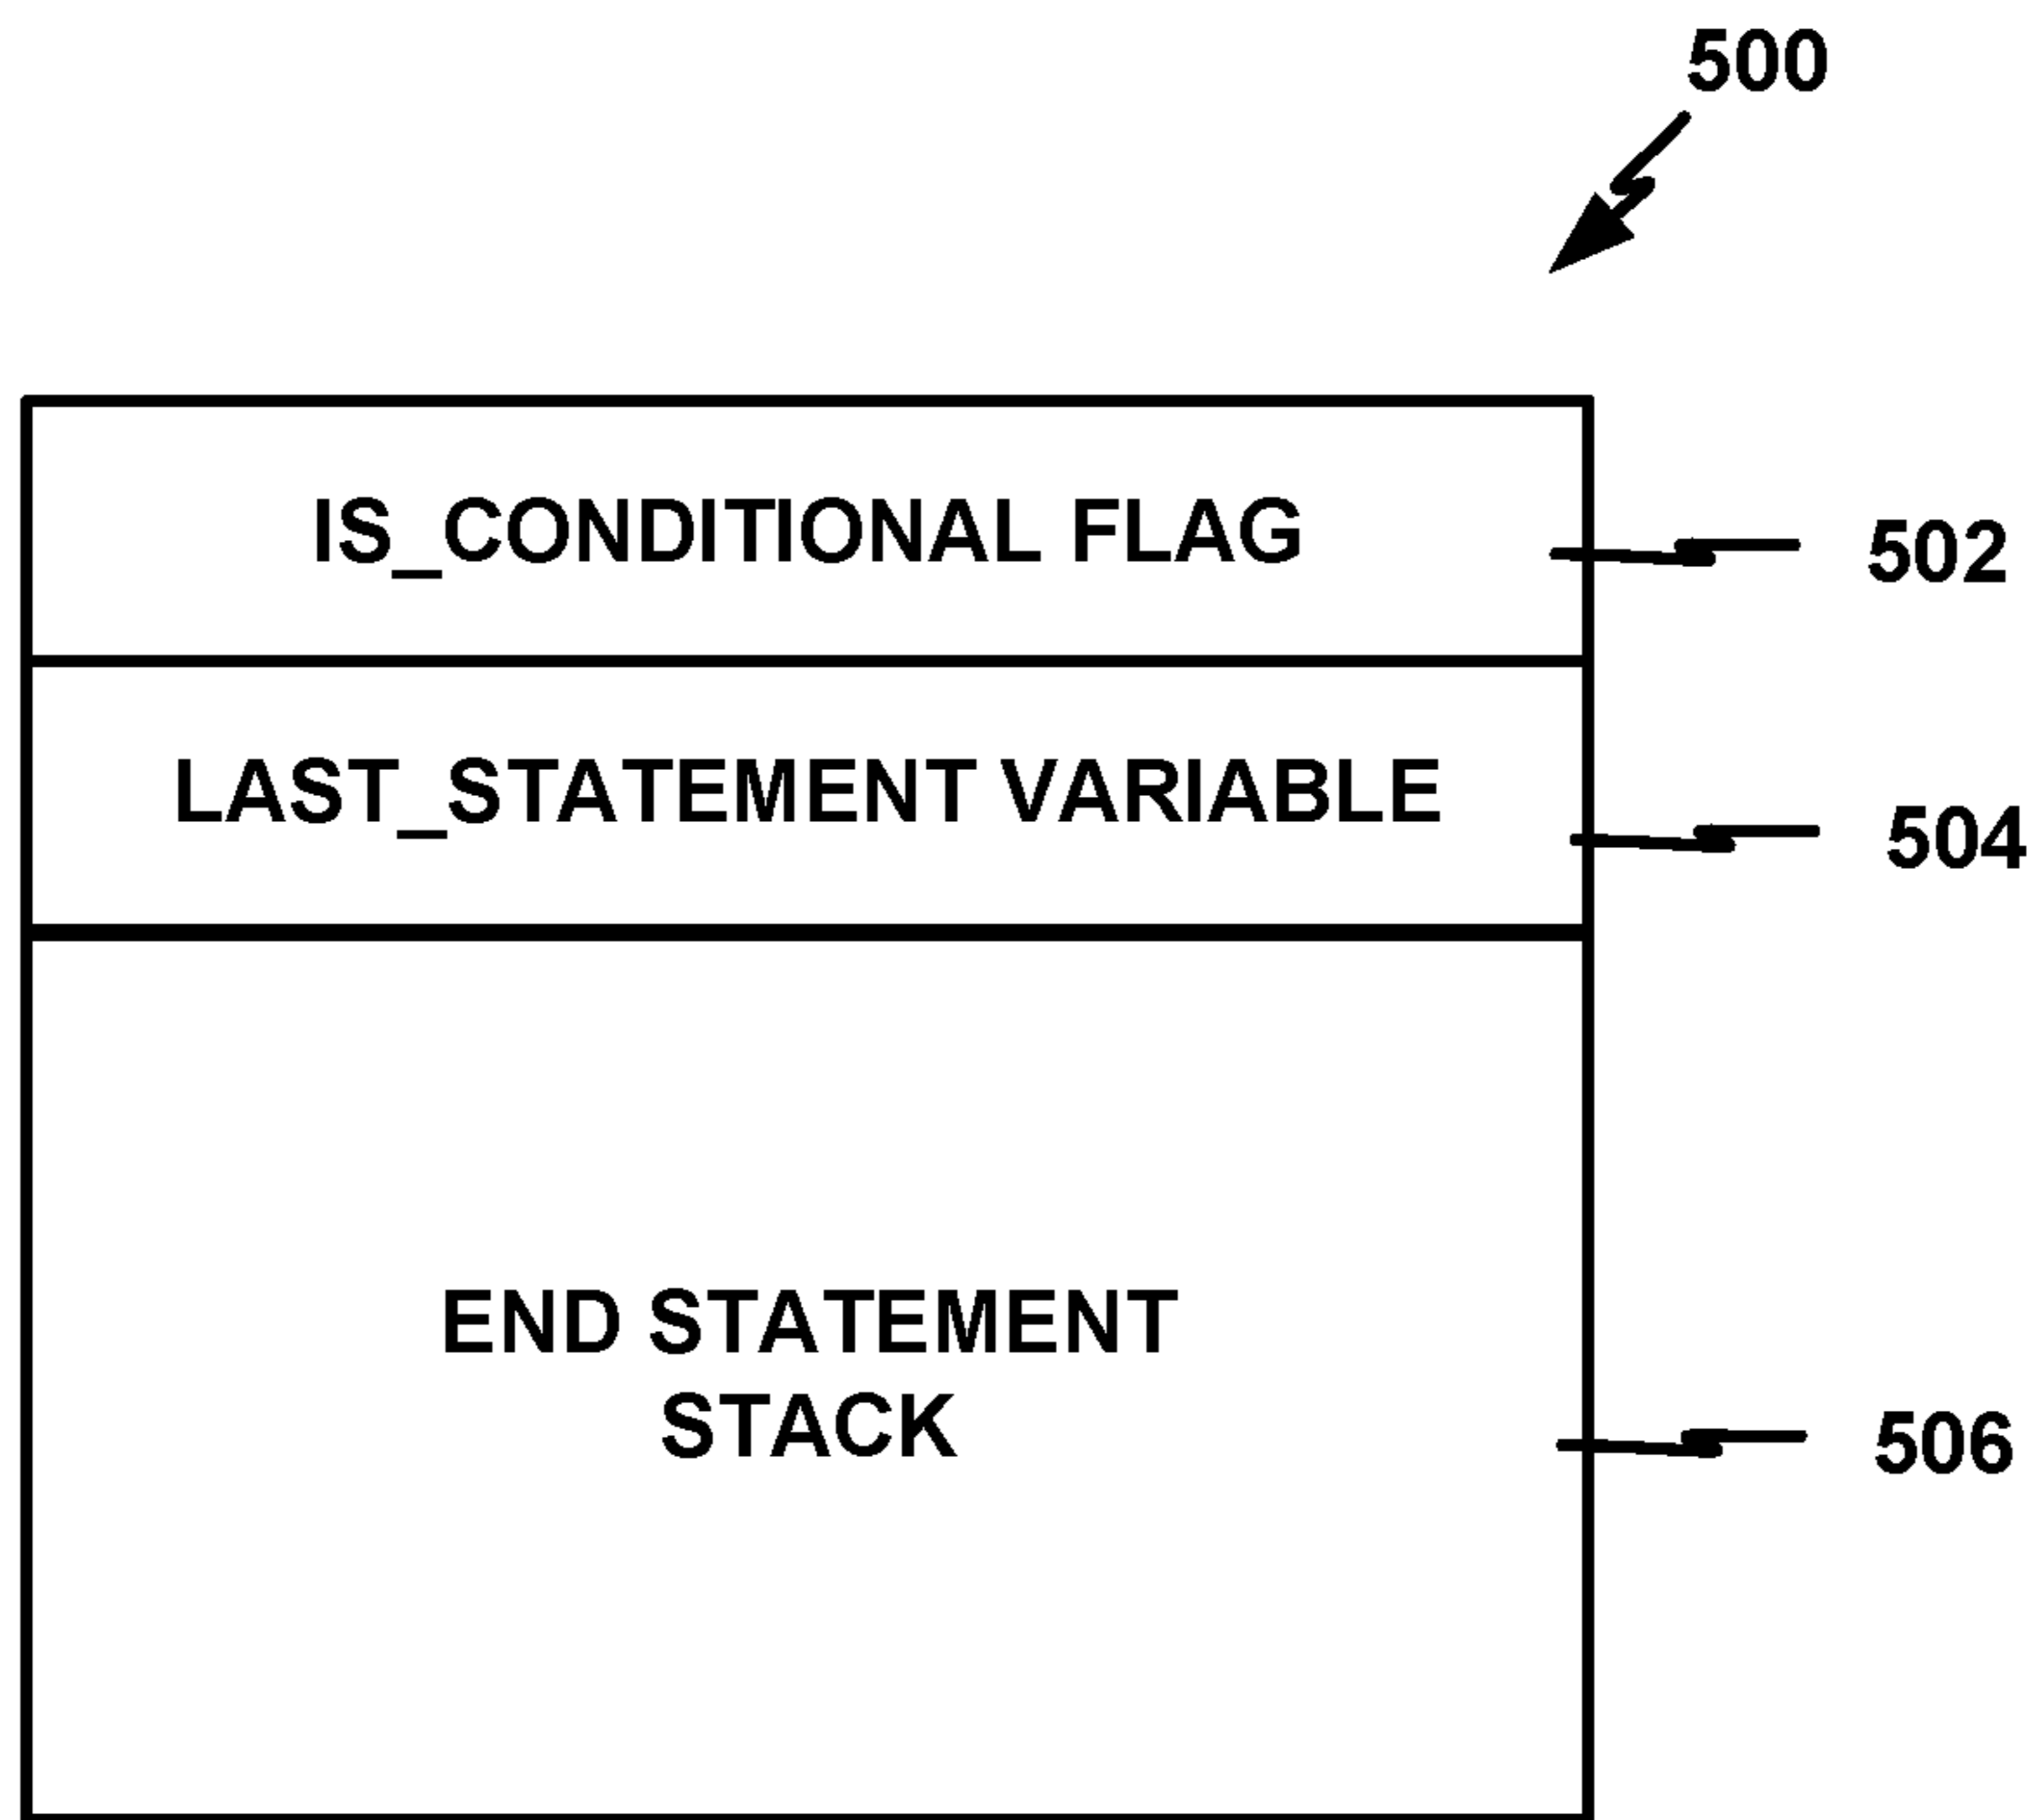 500
IS_CONDITIONAL FLAG
502
LAST_STATEMENT VARIABLE
504
END STATEMENT
STACK
506